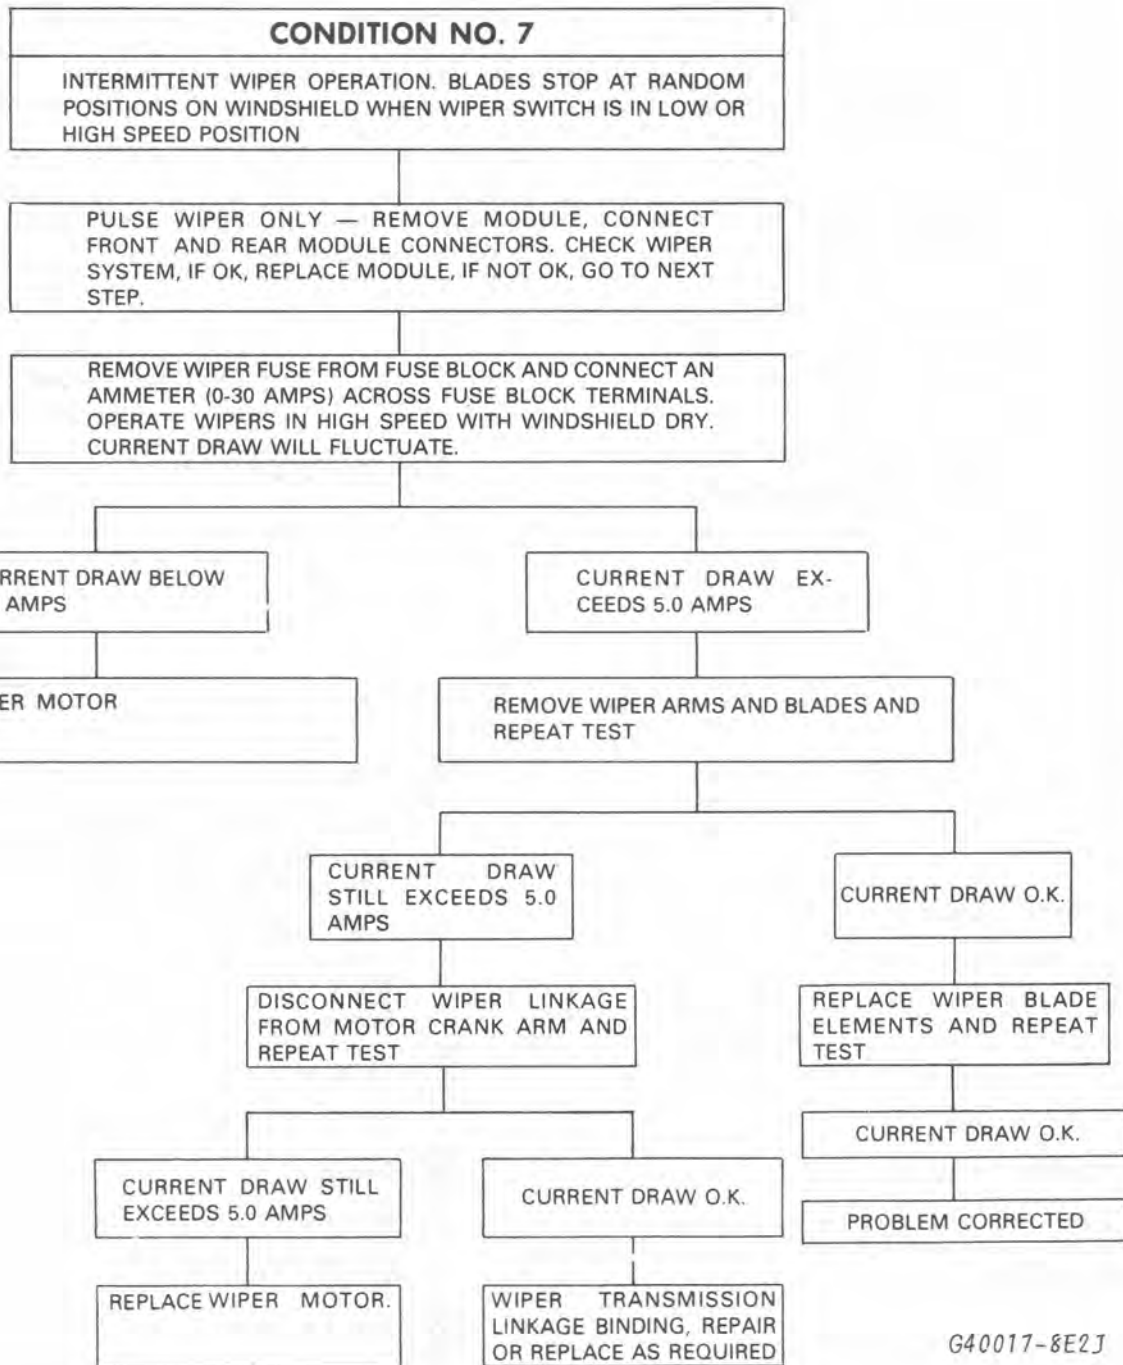 CONDITION NO. 7
INTERMITTENT WIPER OPERATION. BLADES STOP AT RANDOM
POSITIONS ON WINDSHIELD WHEN WIPER SWITCH IS IN LOW OR
HIGH SPEED POSITION
PULSE WIPER ONLY — REMOVE MODULE, CONNECT
FRONT AND REAR MODULE CONNECTORS. CHECK WIPER
SYSTEM, IF OK, REPLACE MODULE, IF NOT OK, GO TO NEXT
STEP.
REMOVE WIPER FUSE FROM FUSE BLOCK AND CONNECT AN
AMMETER (0-30 AMPS) ACROSS FUSE BLOCK TERMINALS.
OPERATE WIPERS IN HIGH SPEED WITH WINDSHIELD DRY.
CURRENT DRAW WILL FLUCTUATE.
RRENT DRAW BELOW
AMPS
ER MOTOR
CURRENT DRAW EX-
CEEDS 5.0 AMPS
REMOVE WIPER ARMS AND BLADES AND
REPEAT TEST
CURRENT DRAW
STILL EXCEEDS 5.0
AMPS
CURRENT DRAW O.K.
DISCONNECT WIPER LINKAGE
FROM MOTOR CRANK ARM AND
REPEAT TEST
REPLACE WIPER BLADE
ELEMENTS AND REPEAT
TEST
CURRENT DRAW O.K.
PROBLEM CORRECTED
CURRENT DRAW STILL
EXCEEDS 5.0 AMPS
CURRENT DRAW O.K.
REPLACE WIPER MOTOR.
WIPER TRANSMISSION
LINKAGE BINDING, REPAIR
OR REPLACE AS REQUIRED
G40017-8E2J